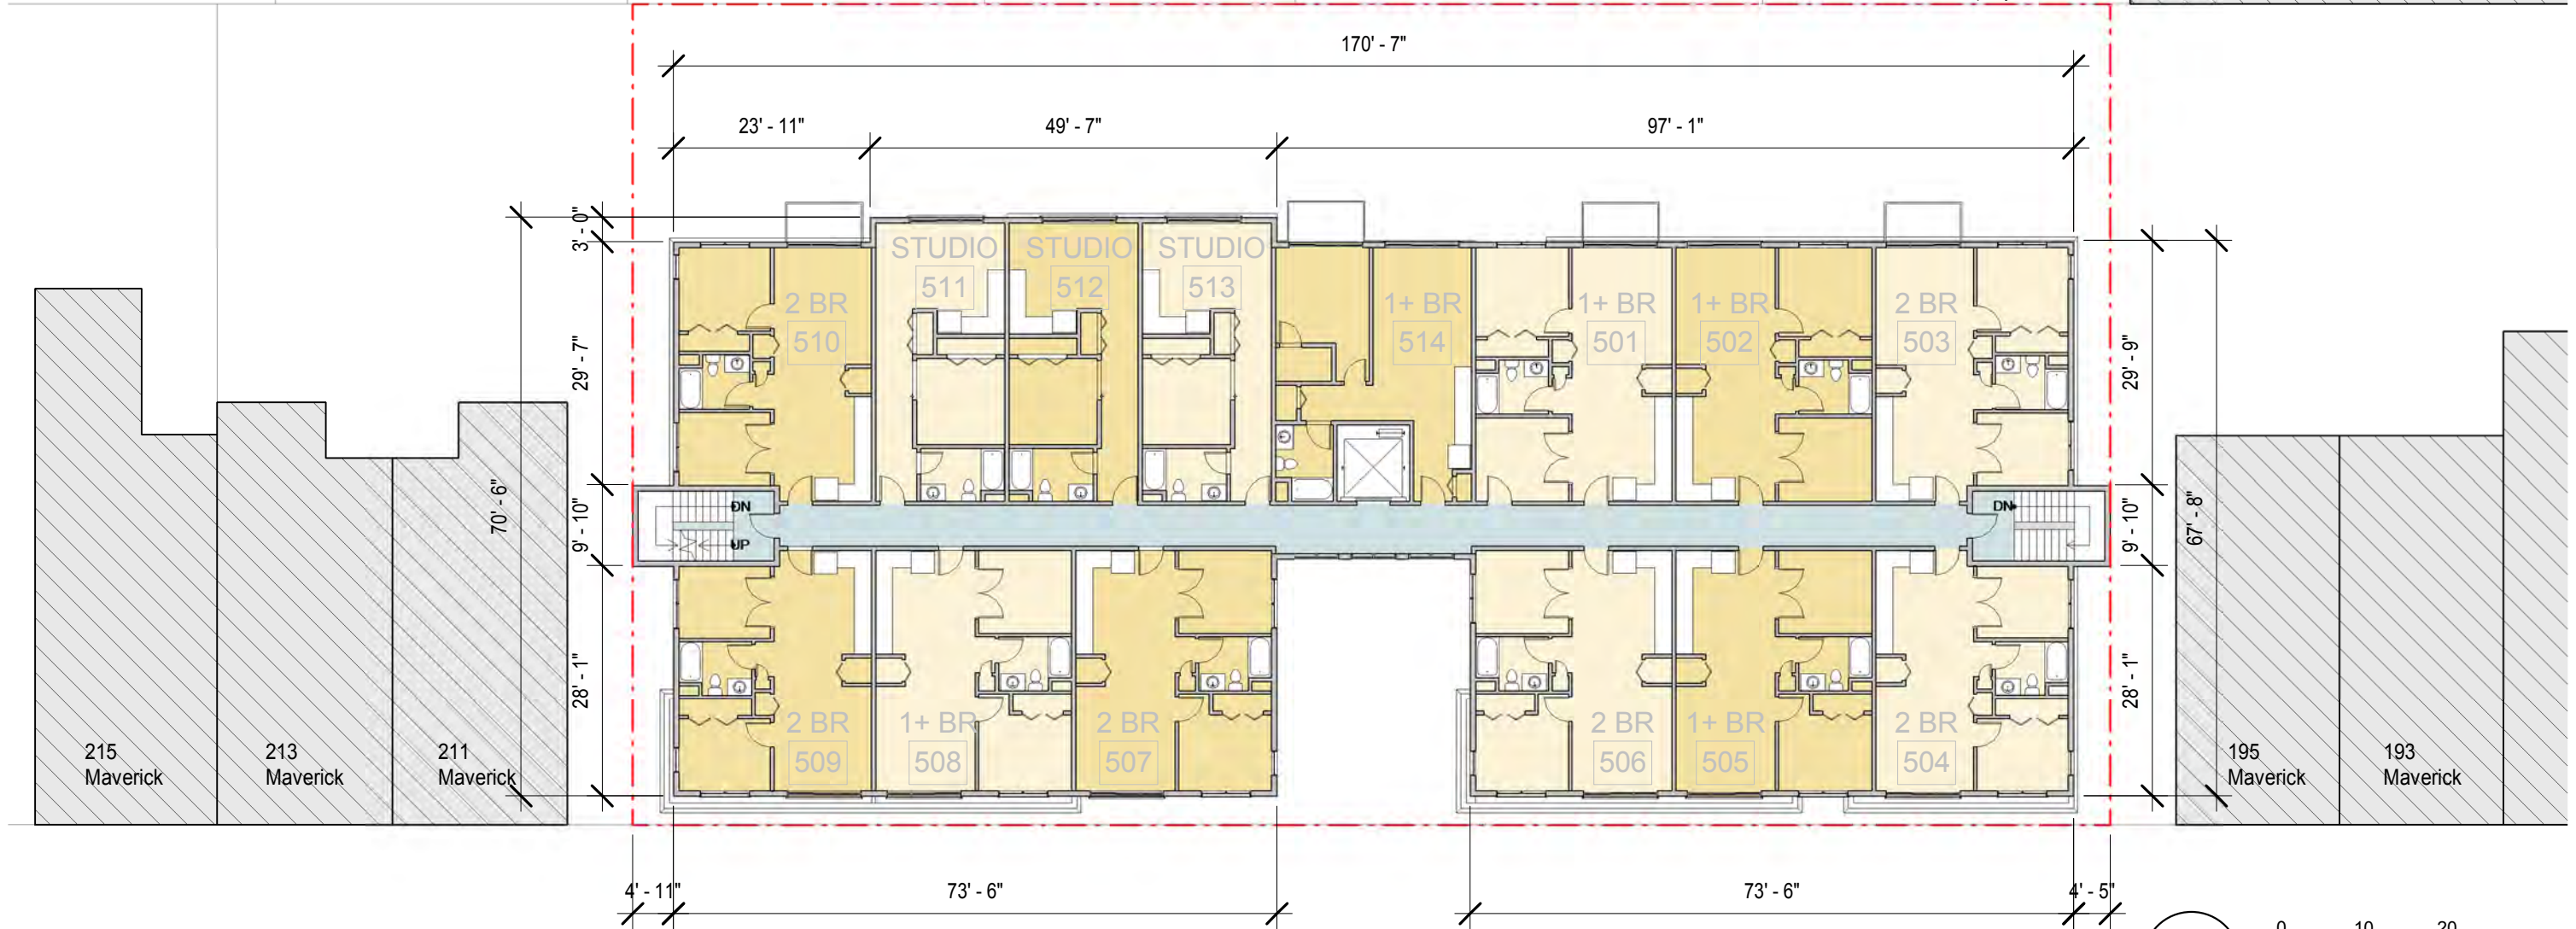 170' - 7"
23' - 11"
49' - 7"
97' - 1"
3' - 0"
29' - 7"
9' - 10"
28' - 1"
70' - 6"
29' - 9"
9' - 10"
28' - 1"
67' - 8"
STUDIO
511
STUDIO
512
STUDIO
513
2 BR
510
1+ BR
514
1+ BR
501
1+ BR
502
2 BR
503
DN
UP
DN
2 BR
509
1+ BR
508
2 BR
507
2 BR
506
1+ BR
505
2 BR
504
215
Maverick
213
Maverick
211
Maverick
195
Maverick
193
Maverick
4' - 11"
73' - 6"
73' - 6"
4' - 5"
0
10
20